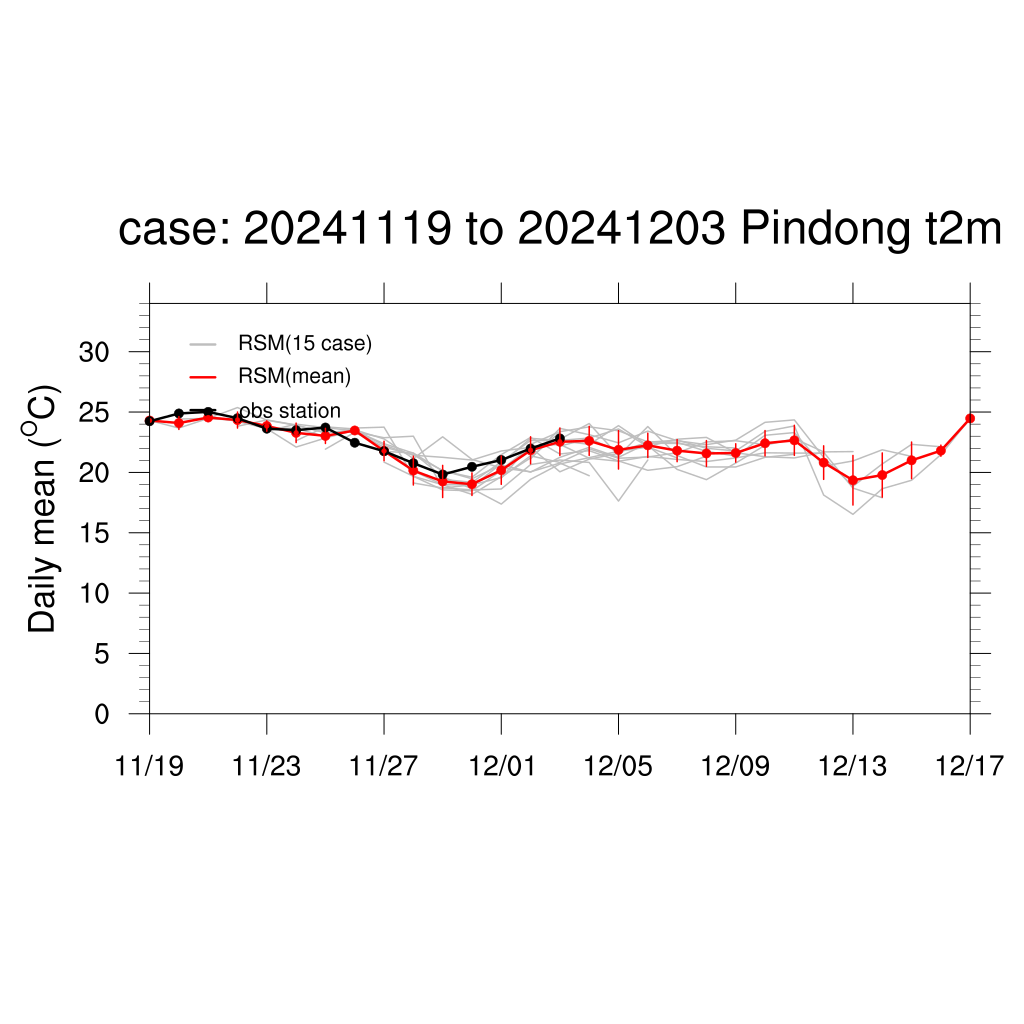 case: 20241119 to 20241203 Pindong t2m
Daily mean (°C)
30
25
20
15
10
5
0
RSM(15 case)
RSM(mean)
obs station
11/19 11/23 11/27 12/01 12/05 12/09 12/13 12/17